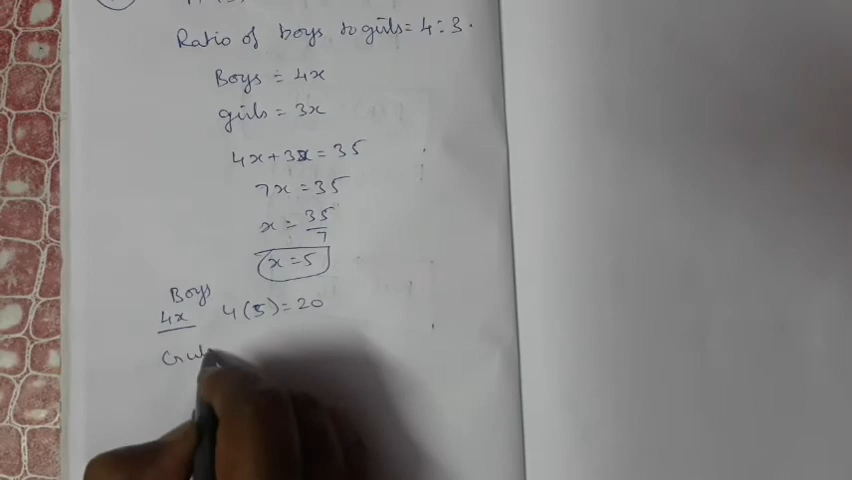 Ratio of boys to girls = 4:3.
Boys = 4x
girls = 3x
4x+3x = 35
7x = 35
x = 35/7
x = 5
Boys
4x 4(5) = 20